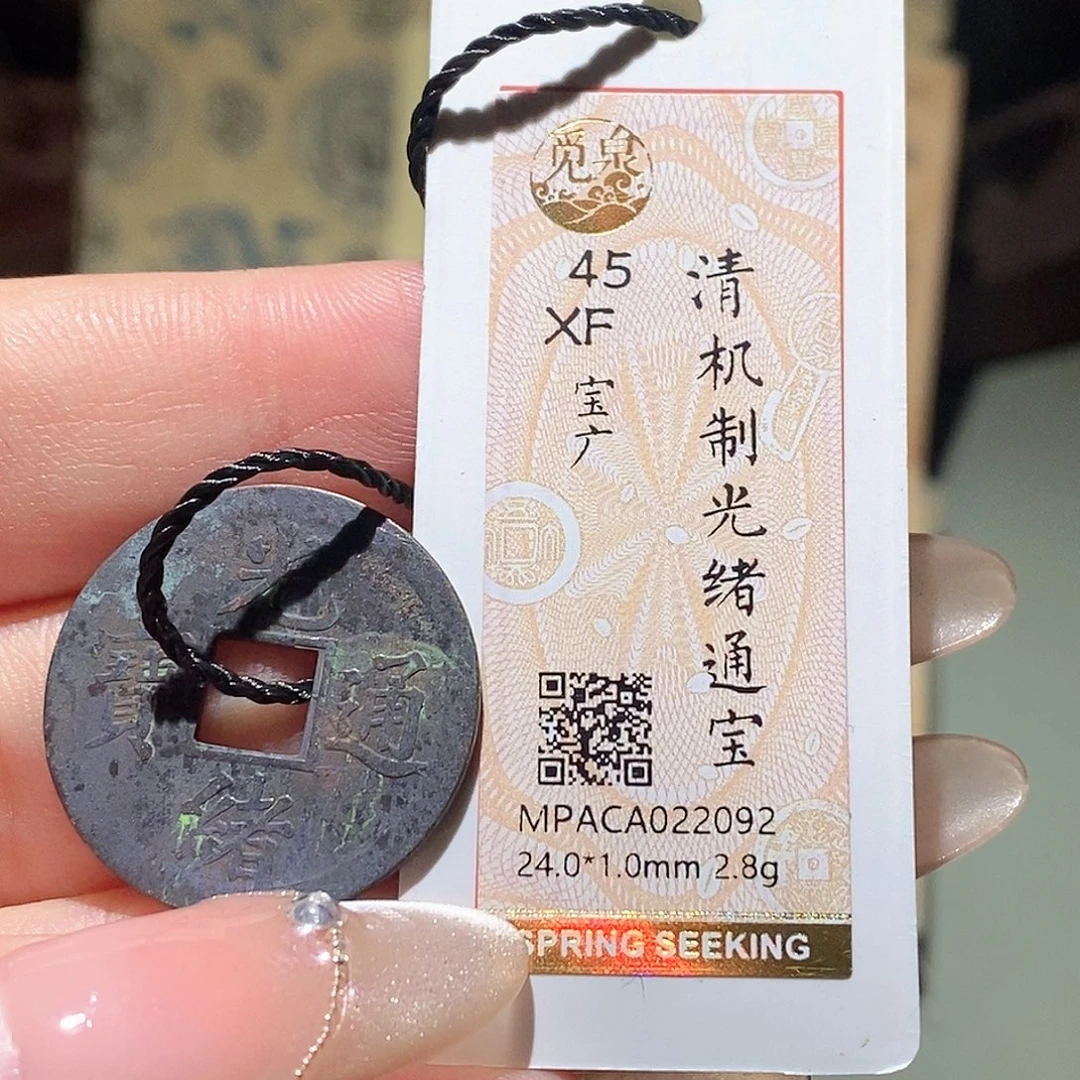 觅泉
45
XF
宝广
清机制光绪通宝
MPACA022092
24.0*1.0mm 2.8g
SPRING SEEKING
光緒通寶